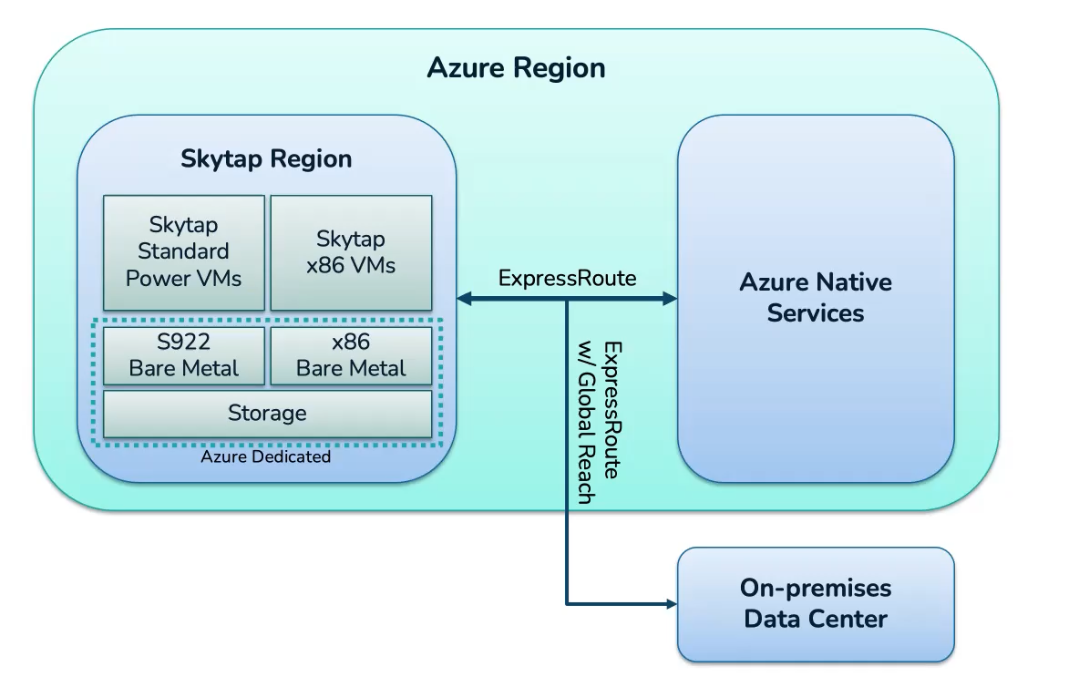 Azure Region
Skytap Region
Skytap
Standard
Power VMs
Skytap
x86 VMs
S922
Bare Metal
x86
Bare Metal
Storage
Azure Dedicated
ExpressRoute
ExpressRoute
w/ Global Reach
Azure Native
Services
On-premises
Data Center